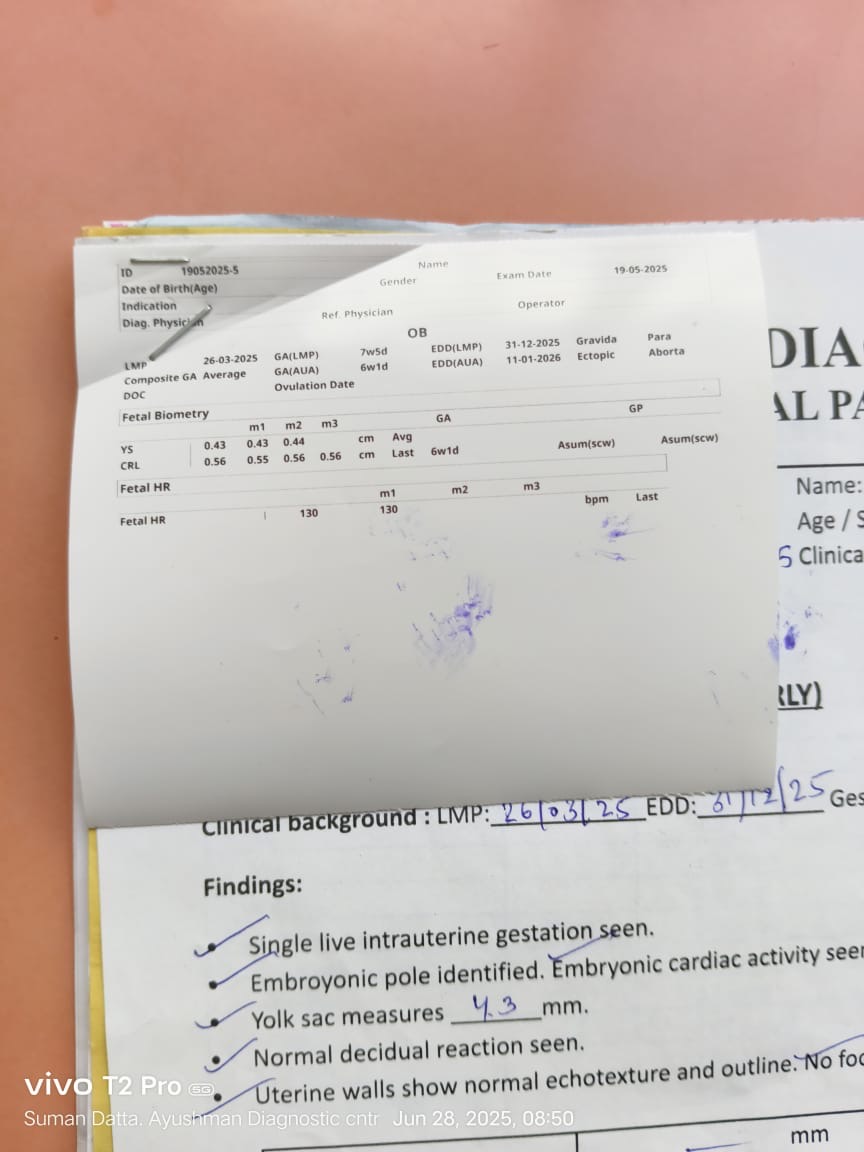 ID 19052025-5 Name Exam Date 19-05-2025
Date of Birth(Age) Gender
Indication
Diag. Physician Ref. Physician Operator
OB
LMP 26-03-2025 GA(LMP) 7w5d EDD(LMP) 31-12-2025 Gravida Para
Composite GA Average GA(AUA) 6w1d EDD(AUA) 11-01-2026 Ectopic Aborta
DOC Ovulation Date
Fetal Biometry
m1 m2 m3 GA GP
YS 0.43 0.43 0.44 cm Avg
CRL 0.56 0.55 0.56 0.56 cm Last 6w1d Asum(scw) Asum(scw)
Fetal HR
m1 m2 m3
Fetal HR 130 130 bpm Last
DIA
AL PA
Name:
Age / S
5 Clinica
RLY)
Clinical background : LMP: 26/03/25 EDD: 31/12/25 Ges
Findings:
Single live intrauterine gestation seen.
Embroyonic pole identified. Embryonic cardiac activity seen
Yolk sac measures 4.3 mm.
Normal decidual reaction seen.
Uterine walls show normal echotexture and outline. No foc
mm
vivo T2 Pro 5G
Suman Datta. Ayushman Diagnostic cntr Jun 28, 2025, 08:50